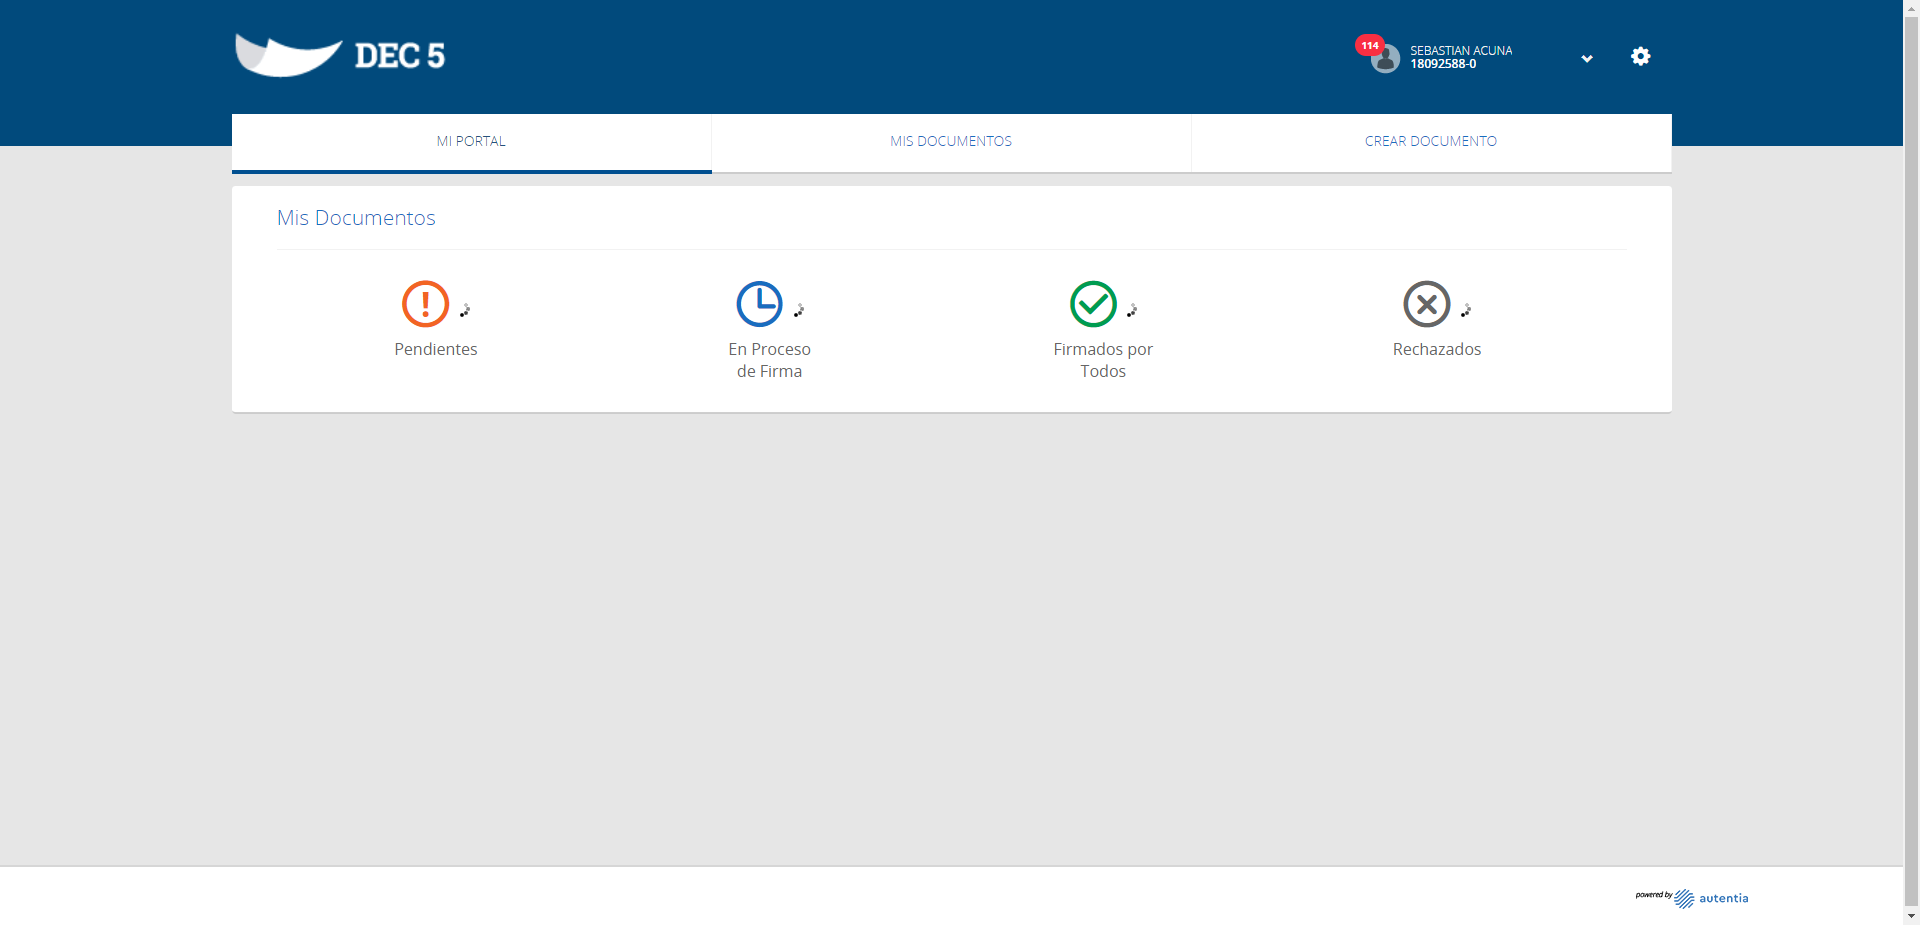 DEC 5
114
SEBASTIAN ACUNA
18092588-0
MI PORTAL
MIS DOCUMENTOS
CREAR DOCUMENTO
Mis Documentos
Pendientes
En Proceso
de Firma
Firmados por
Todos
Rechazados
powered by autentia